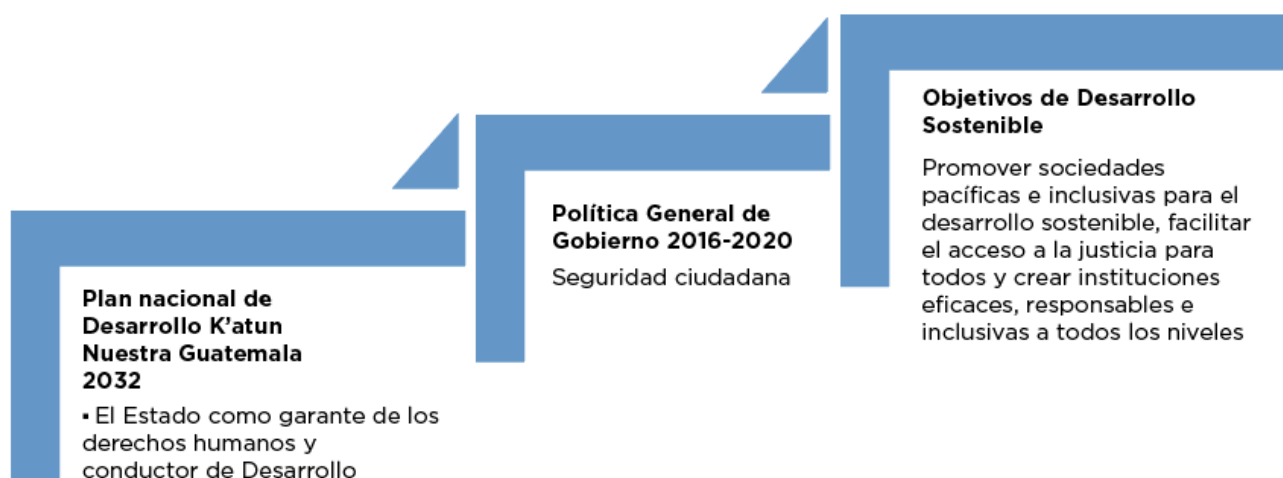 Plan nacional de
Desarrollo K’atun
Nuestra Guatemala
2032
▪ El Estado como garante de los
derechos humanos y
conductor de Desarrollo
Política General de
Gobierno 2016-2020
Seguridad ciudadana
Objetivos de Desarrollo
Sostenible
Promover sociedades
pacíficas e inclusivas para el
desarrollo sostenible, facilitar
el acceso a la justicia para
todos y crear instituciones
eficaces, responsables e
inclusivas a todos los niveles